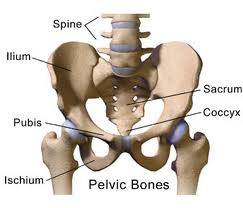 Spine
Ilium
Sacrum
Coccyx
Pubis
Ischium
Pelvic Bones